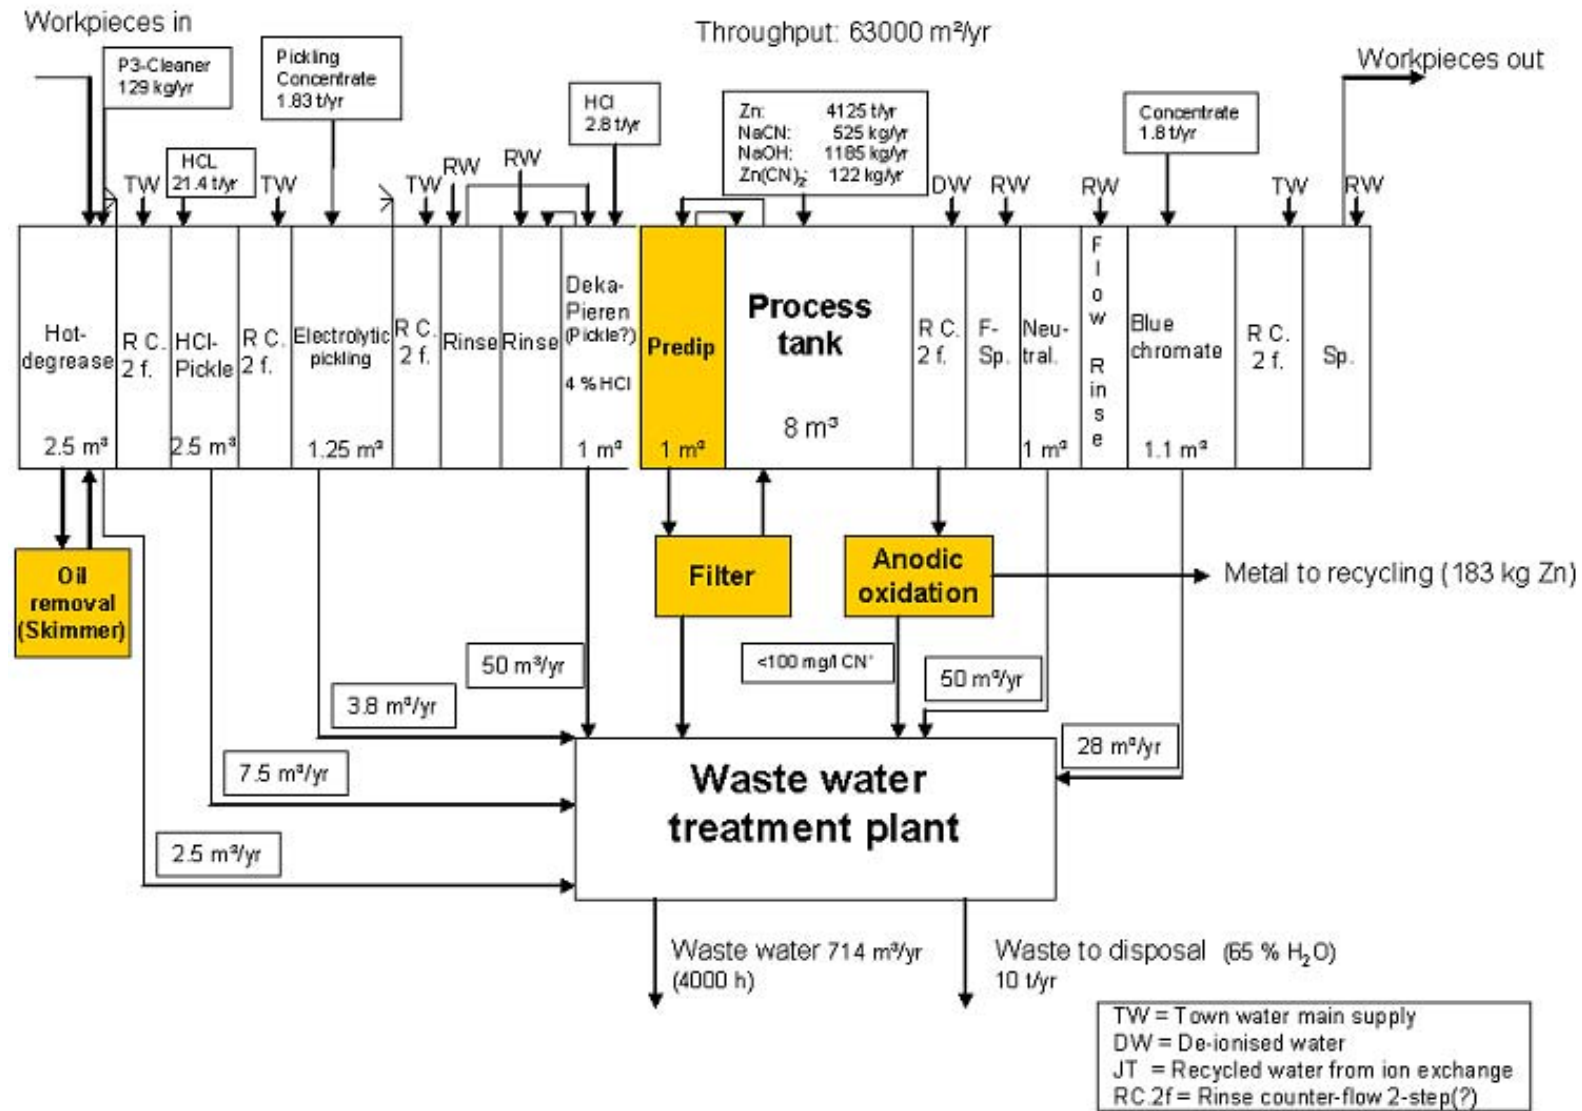 Workpieces in
Throughput: 63000 m²/yr
Workpieces out
P3-Cleaner
129 kg/yr
Pickling
Concentrate
1.83 t/yr
HCL
21.4 t/yr
HCl
2.8 t/yr
Zn: 4125 t/yr
NaCN: 525 kg/yr
NaOH: 1185 kg/yr
Zn(CN)₂: 122 kg/yr
Concentrate
1.8 t/yr
TW
TW
TW
RW
RW
DW
RW
RW
TW
RW
Hot-
degrease
2.5 m³
R C.
2 f.
HCl-
Pickle
2.5 m³
R C.
2 f.
Electrolytic
pickling
1.25 m³
R C.
2 f.
Rinse
Rinse
Deka-
Pieren
(Pickle?)
4 % HCl
1 m³
Predip
1 m³
Process
tank
8 m³
R C.
2 f.
F-
Sp.
Neu-
tral.
1 m³
Flow Rinse
Blue
chromate
1.1 m³
R C.
2 f.
Sp.
Oil
removal
(Skimmer)
Filter
Anodic
oxidation
Metal to recycling (183 kg Zn)
50 m³/yr
<100 mg/l CN⁻
50 m³/yr
3.8 m³/yr
28 m³/yr
7.5 m³/yr
2.5 m³/yr
Waste water
treatment plant
Waste water 714 m³/yr
(4000 h)
Waste to disposal (65 % H₂O)
10 t/yr
TW = Town water main supply
DW = De-ionised water
JT = Recycled water from ion exchange
RC.2f = Rinse counter-flow 2-step(?)